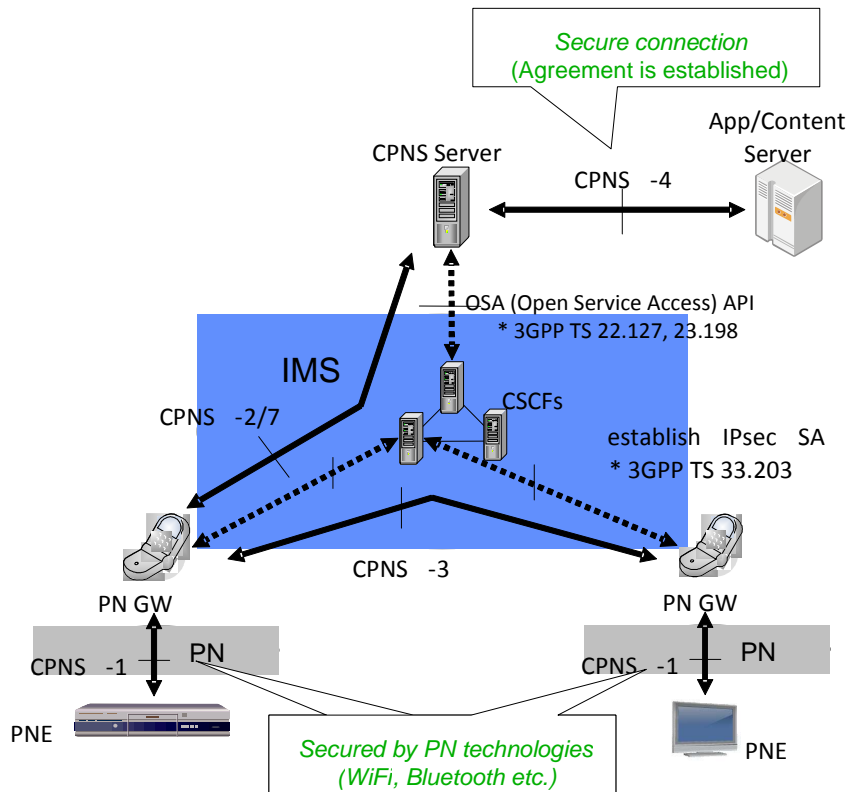 Secure connection
(Agreement is established)
App/Content
Server
CPNS Server
CPNS -4
OSA (Open Service Access) API
* 3GPP TS 22.127, 23.198
IMS
CSCFs
CPNS -2/7
establish IPsec SA
* 3GPP TS 33.203
CPNS -3
PN GW
PN GW
PN
CPNS -1
PN
CPNS -1
PNE
PNE
Secured by PN technologies
(WiFi, Bluetooth etc.)